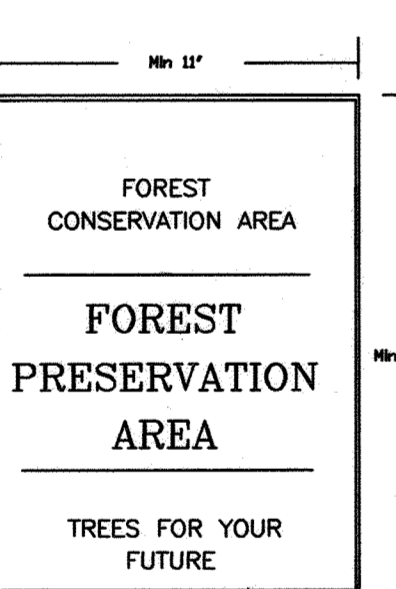 Min 11"
FOREST
CONSERVATION AREA
FOREST
PRESERVATION
Min
AREA
TREES FOR YOUR
FUTURE